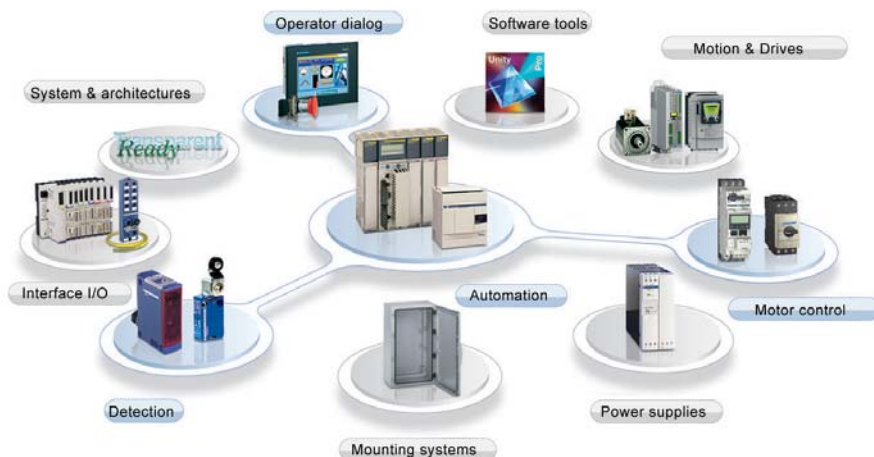 Operator dialog
Software tools
Motion & Drives
System & architectures
Unity
Pro
Transparent
Ready
Interface I/O
Automation
Motor control
Detection
Power supplies
Mounting systems